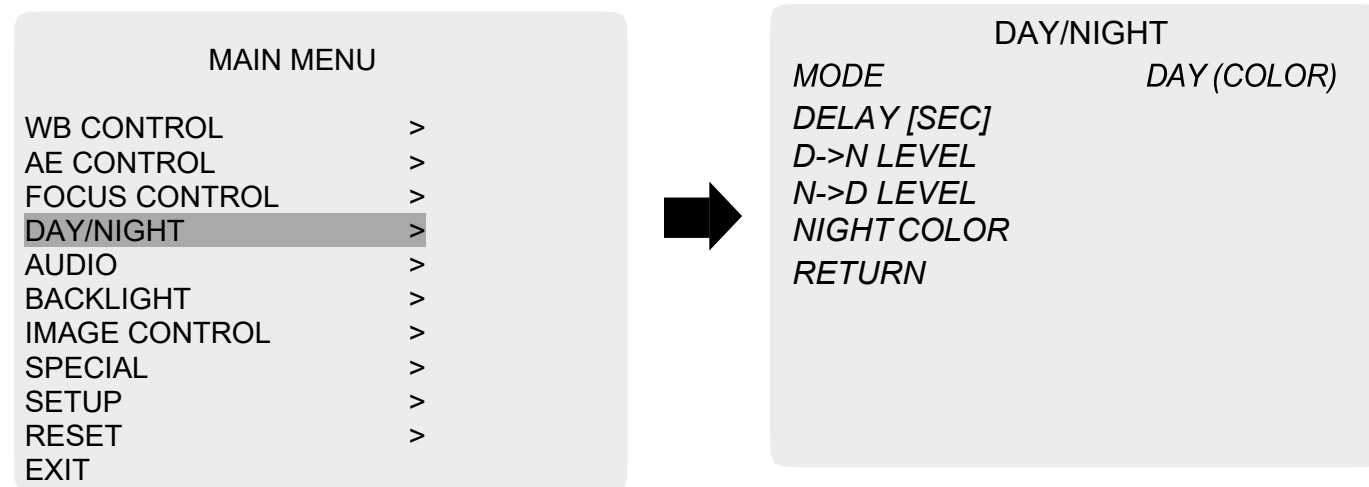 MAIN MENU
WB CONTROL >
AE CONTROL >
FOCUS CONTROL >
DAY/NIGHT >
AUDIO >
BACKLIGHT >
IMAGE CONTROL >
SPECIAL >
SETUP >
RESET >
EXIT
DAY/NIGHT
MODE DAY (COLOR)
DELAY [SEC]
D->N LEVEL
N->D LEVEL
NIGHT COLOR
RETURN